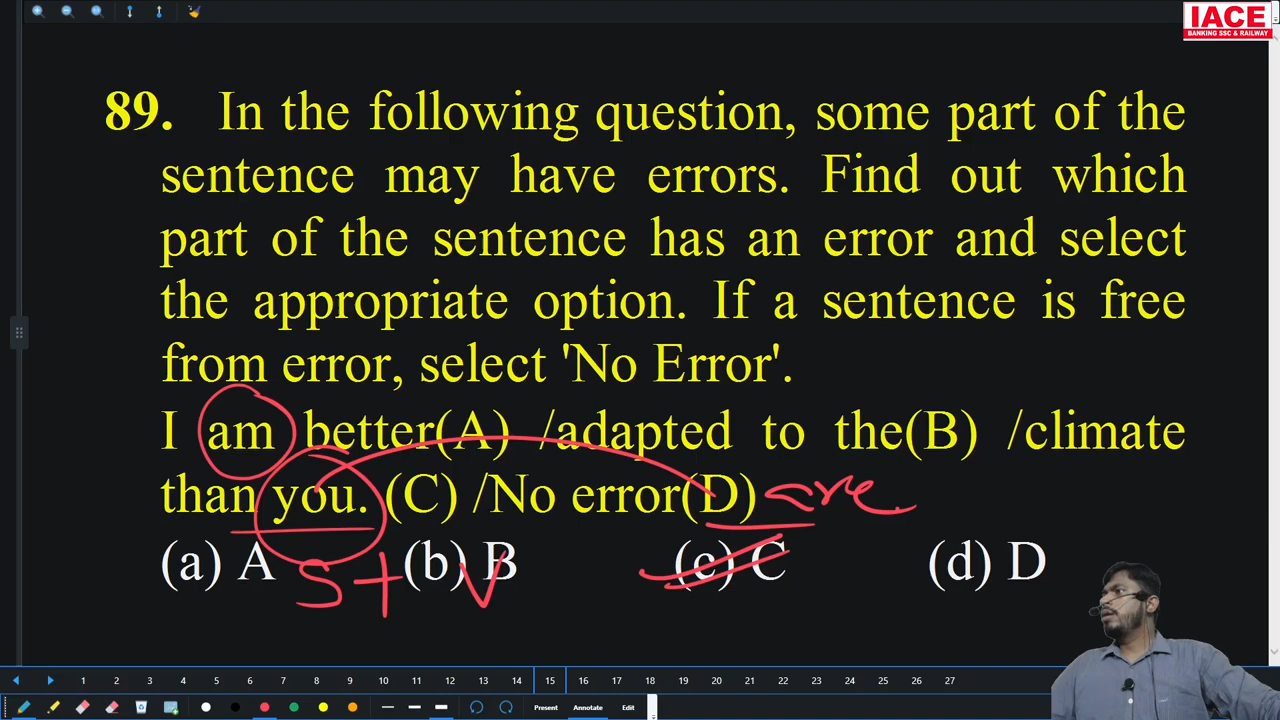 IACE
BANKING SSC & RAILWAY
89. In the following question, some part of the
sentence may have errors. Find out which
part of the sentence has an error and select
the appropriate option. If a sentence is free
from error, select 'No Error'.
I am better(A) /adapted to the(B) /climate
than you. (C) /No error(D) are.
(a) A (b) B (c) C (d) D
S + V
1 2 3 4 5 6 7 8 9 10 11 12 13 14 15 16 17 18 19 20 21 22 23 24 25 26 27
Present Annotate Edit